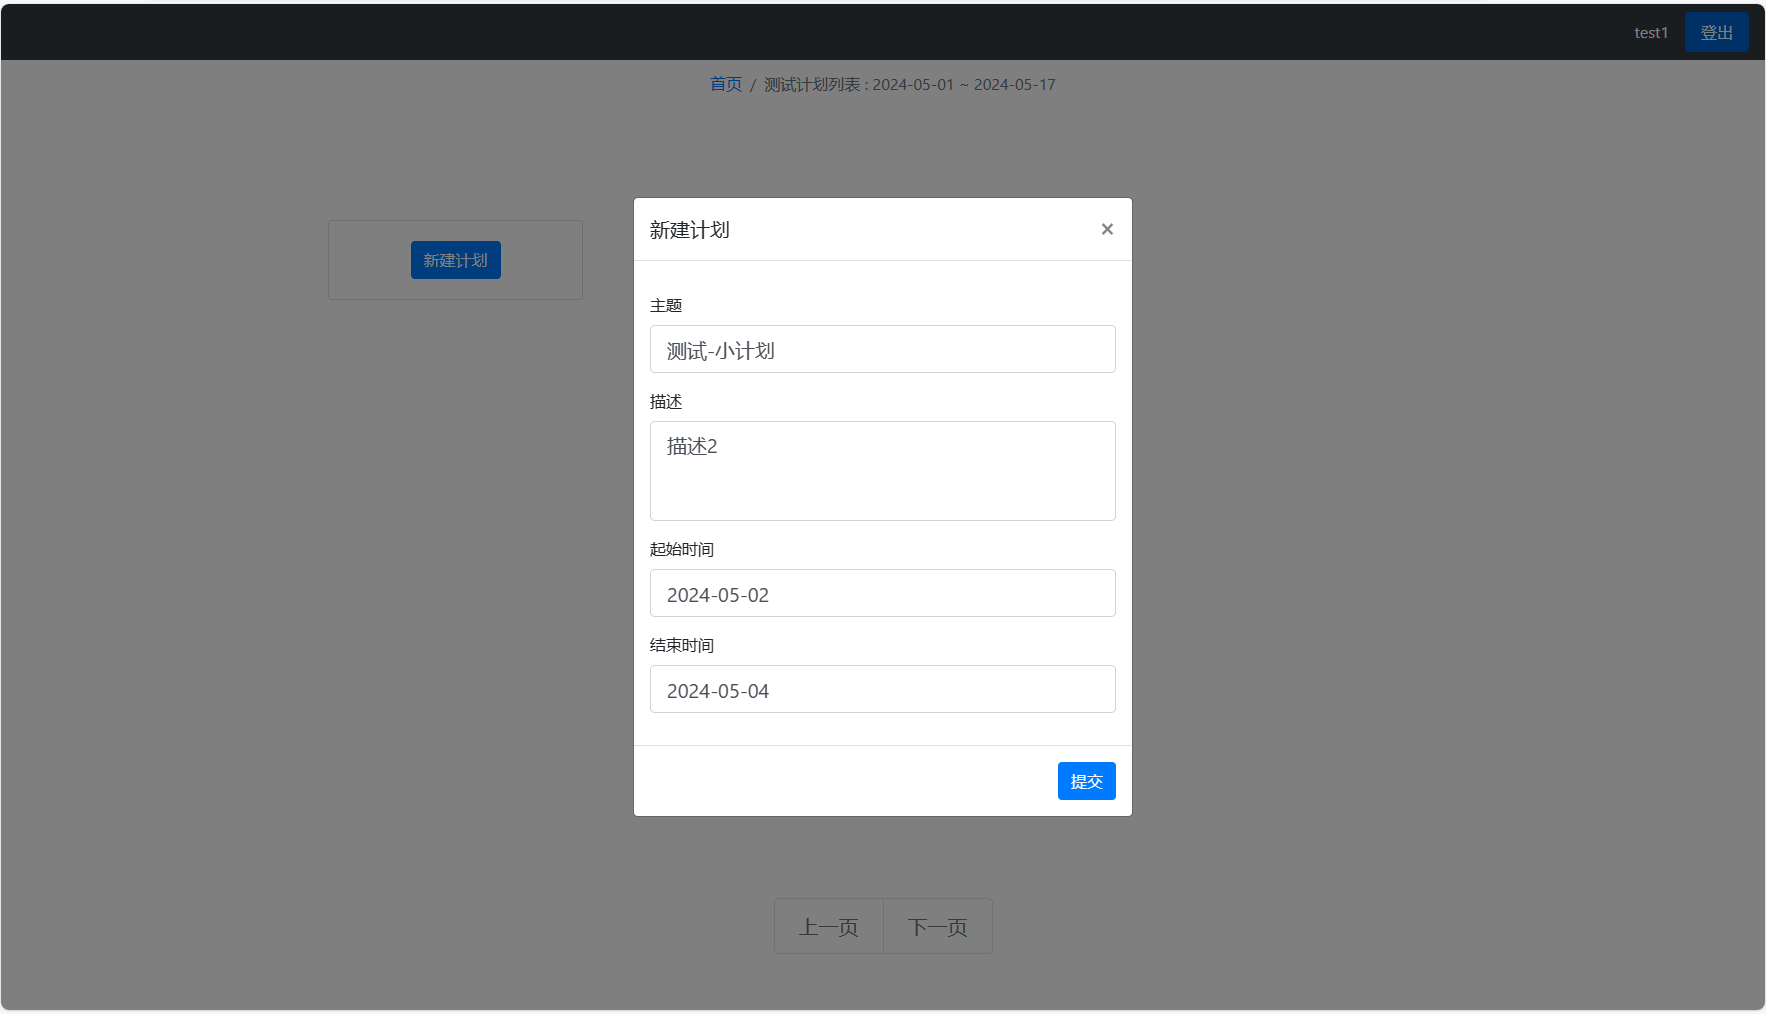 test1 登出
首页 / 测试计划列表 : 2024-05-01 ~ 2024-05-17
新建计划
新建计划 ×
主题
测试-小计划
描述
描述2
起始时间
2024-05-02
结束时间
2024-05-04
提交
上一页 下一页